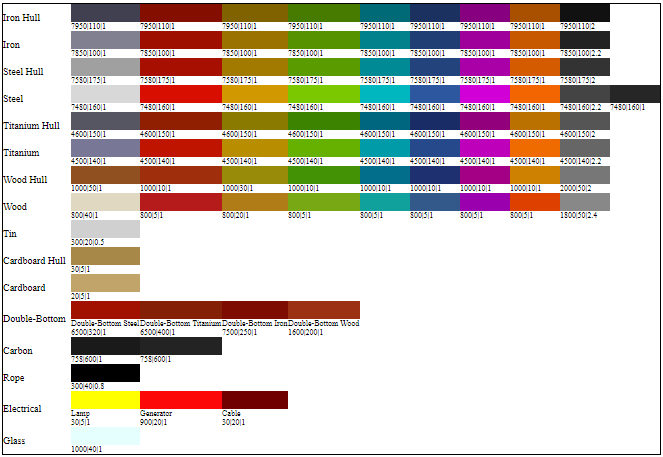 Iron Hull
7950|110|1 7950|110|1 7950|110|1 7950|110|1 7950|110|1 7950|110|1 7950|110|1 7950|110|1 7950|110|2
Iron
7850|100|1 7850|100|1 7850|100|1 7850|100|1 7850|100|1 7850|100|1 7850|100|1 7850|100|1 7850|100|2.2
Steel Hull
7580|175|1 7580|175|1 7580|175|1 7580|175|1 7580|175|1 7580|175|1 7580|175|1 7580|175|1 7580|175|2
Steel
7480|160|1 7480|160|1 7480|160|1 7480|160|1 7480|160|1 7480|160|1 7480|160|1 7480|160|1 7480|160|2.2 7480|160|1
Titanium Hull
4600|150|1 4600|150|1 4600|150|1 4600|150|1 4600|150|1 4600|150|1 4600|150|1 4600|150|1 4600|150|2
Titanium
4500|140|1 4500|140|1 4500|140|1 4500|140|1 4500|140|1 4500|140|1 4500|140|1 4500|140|1 4500|140|2.2
Wood Hull
1000|50|1 1000|10|1 1000|30|1 1000|10|1 1000|10|1 1000|10|1 1000|10|1 1000|10|1 2000|50|2
Wood
800|40|1 800|5|1 800|20|1 800|5|1 800|5|1 800|5|1 800|5|1 800|5|1 1800|50|2.4
Tin
300|20|0.5
Cardboard Hull
30|5|1
Cardboard
20|5|1
Double-Bottom
Double-Bottom Steel Double-Bottom Titanium Double-Bottom Iron Double-Bottom Wood
6500|320|1 6500|400|1 7500|250|1 1600|200|1
Carbon
758|600|1 758|600|1
Rope
300|40|0.8
Electrical
Lamp Generator Cable
30|5|1 900|20|1 30|20|1
Glass
1000|40|1